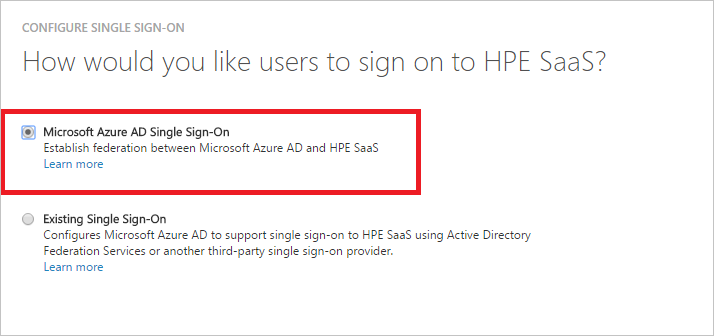 CONFIGURE SINGLE SIGN-ON
How would you like users to sign on to HPE SaaS?
Microsoft Azure AD Single Sign-On
Establish federation between Microsoft Azure AD and HPE SaaS
Learn more
Existing Single Sign-On
Configures Microsoft Azure AD to support single sign-on to HPE SaaS using Active Directory
Federation Services or another third-party single sign-on provider.
Learn more